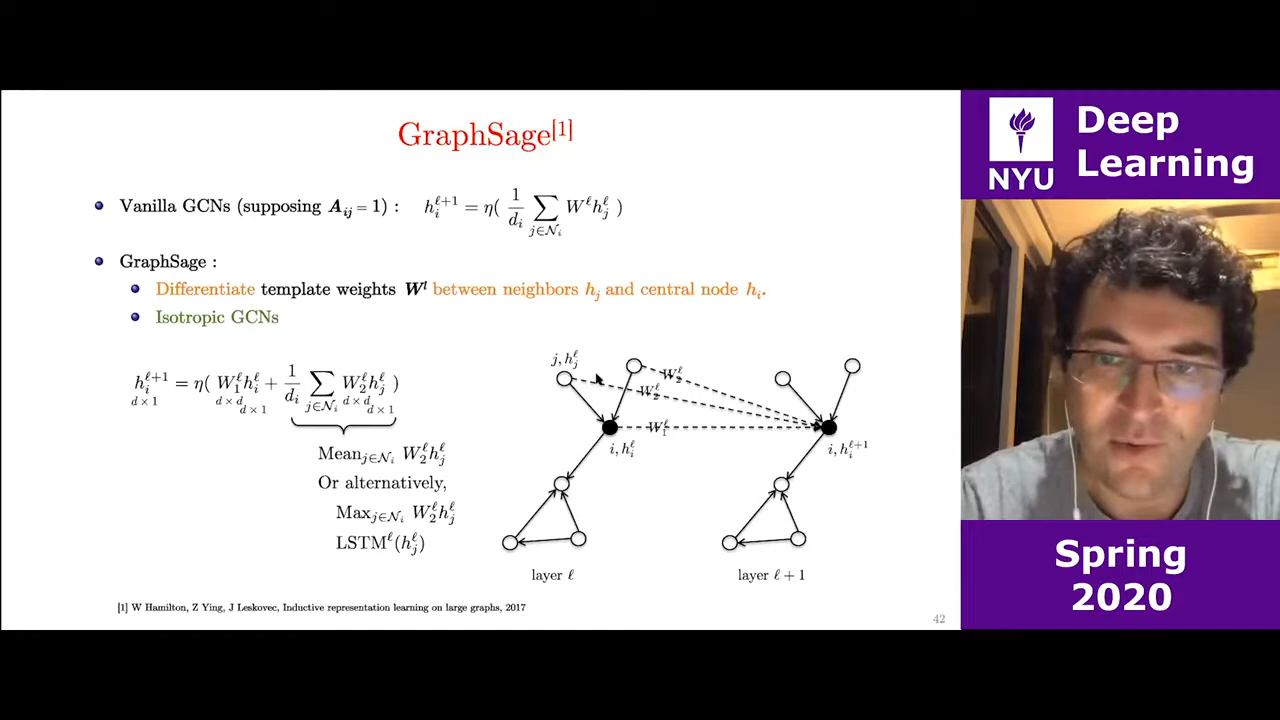 GraphSage[1]
Vanilla GCNs (supposing A_ij = 1) : h_i^{ℓ+1} = η( 1/d_i ∑_{j∈N_i} W^ℓ h_j^ℓ )
GraphSage :
Differentiate template weights W^l between neighbors h_j and central node h_i.
Isotropic GCNs
h_i^{ℓ+1} = η( W_1^ℓ h_i^ℓ + 1/d_i ∑_{j∈N_i} W_2^ℓ h_j^ℓ )
d × 1 d × d d × 1 d × d d × 1
Mean_{j∈N_i} W_2^ℓ h_j^ℓ
Or alternatively,
Max_{j∈N_i} W_2^ℓ h_j^ℓ
LSTM^ℓ(h_j^ℓ)
j, h_j^ℓ
W_2^ℓ
W_2^ℓ
W_1^ℓ
i, h_i^ℓ
i, h_i^{ℓ+1}
layer ℓ
layer ℓ + 1
[1] W Hamilton, Z Ying, J Leskovec, Inductive representation learning on large graphs, 2017
42
NYU
Deep
Learning
Spring
2020